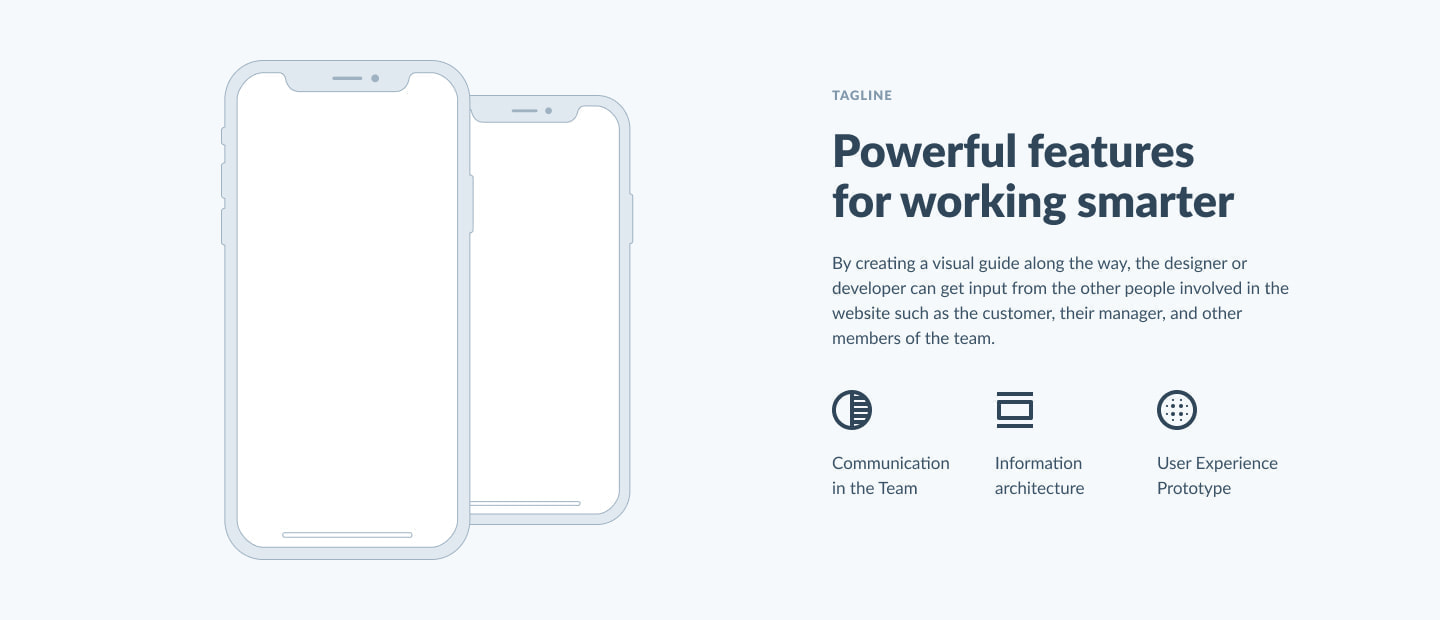 TAGLINE
Powerful features
for working smarter
By creating a visual guide along the way, the designer or
developer can get input from the other people involved in the
website such as the customer, their manager, and other
members of the team.
Communication
in the Team
Information
architecture
User Experience
Prototype